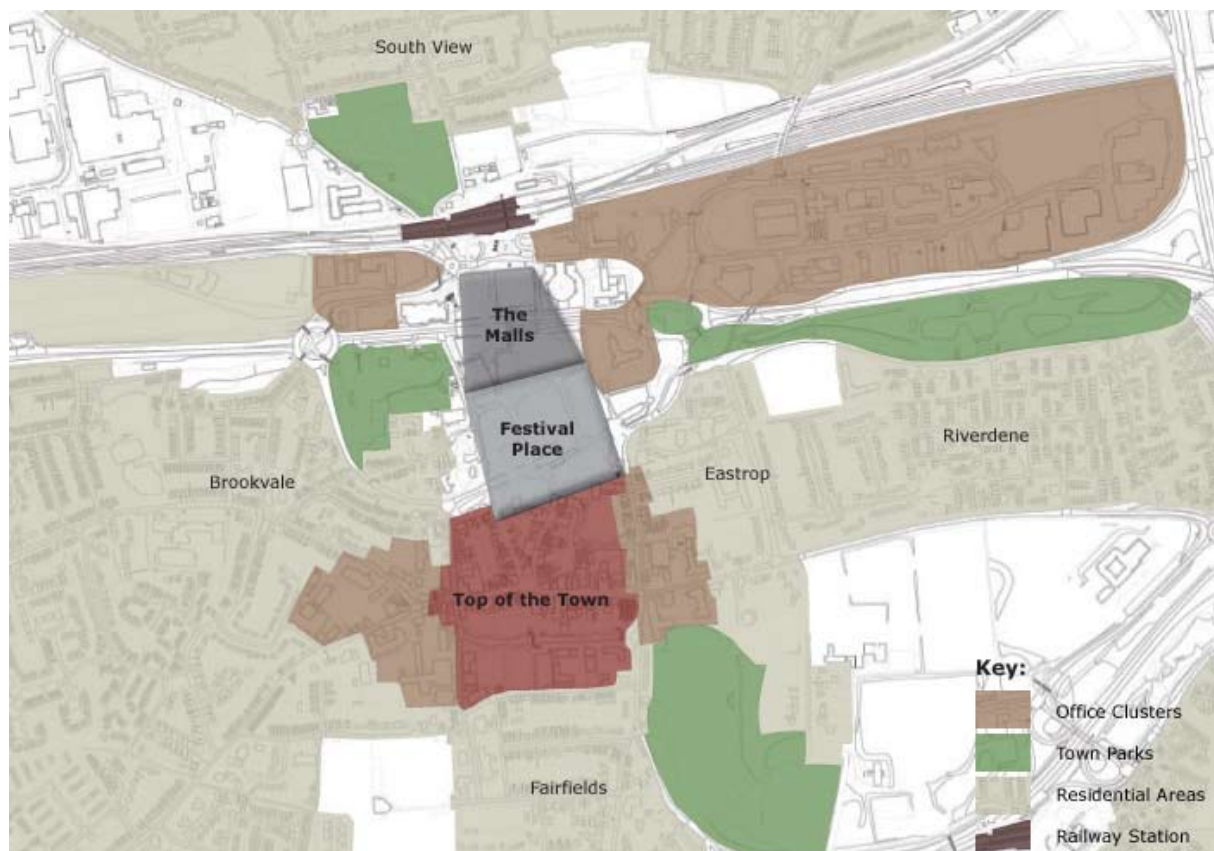 South View
The
Malls
Festival
Place
Riverdene
Brookvale
Eastrop
Top of the Town
Fairfields
Key:
Office Clusters
Town Parks
Residential Areas
Railway Station